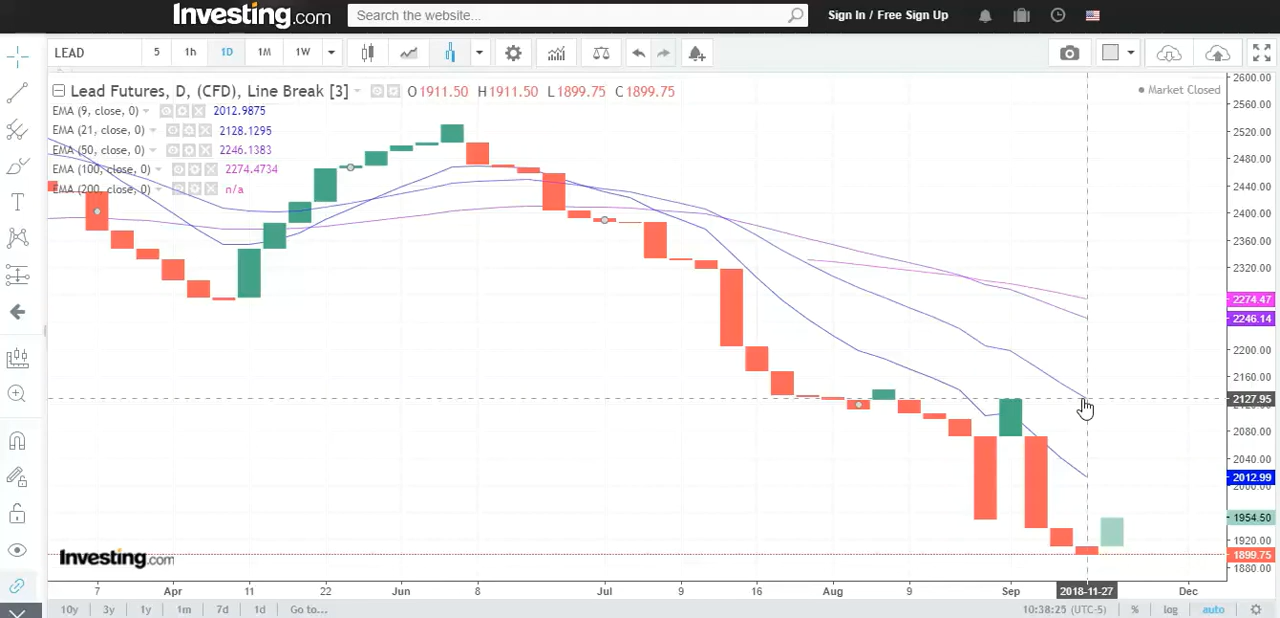 Investing.com
Search the website...
Sign In / Free Sign Up
LEAD
5
1h
1D
1M
1W
Lead Futures, D, (CFD), Line Break [3]
O1911.50 H1911.50 L1899.75 C1899.75
Market Closed
EMA (9, close, 0) 2012.9875
EMA (21, close, 0) 2128.1295
EMA (50, close, 0) 2246.1383
EMA (100, close, 0) 2274.4734
EMA (200, close, 0) n/a
2600.00
2560.00
2520.00
2480.00
2440.00
2400.00
2360.00
2320.00
2274.47
2246.14
2200.00
2160.00
2127.95
2080.00
2040.00
2012.99
2000.00
1954.50
1920.00
1899.75
1880.00
Investing.com
7
Apr
11
22
Jun
8
Jul
9
16
Aug
9
Sep
2018-11-27
Dec
10y
3y
1y
1m
7d
1d
Go to...
10:38:25 (UTC-5)
%
log
auto